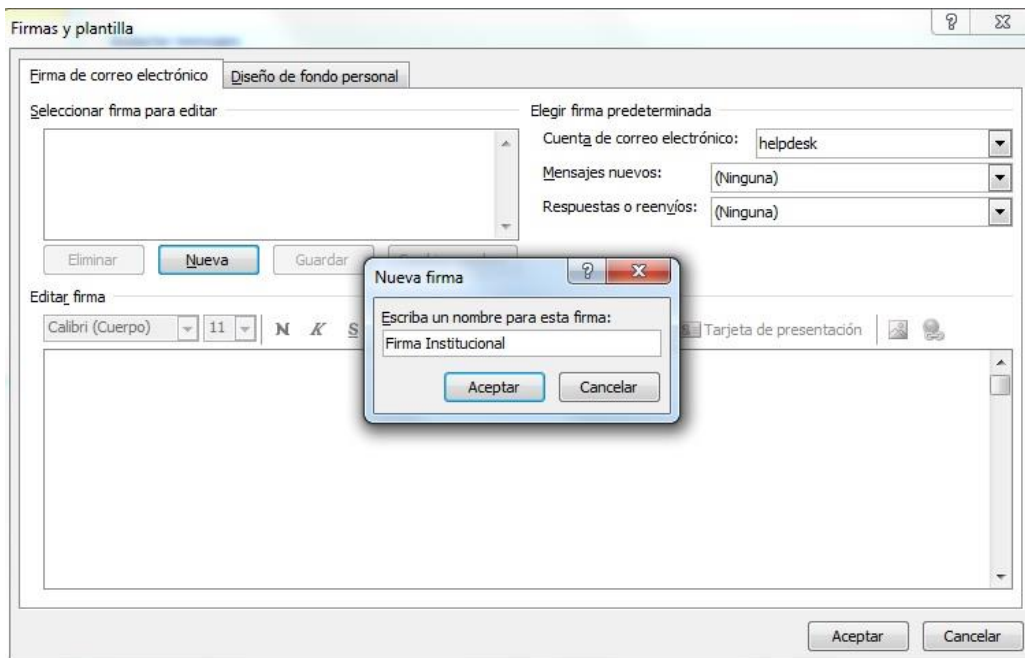 Firmas y plantilla
Firma de correo electrónico Diseño de fondo personal
Seleccionar firma para editar
Elegir firma predeterminada
Cuenta de correo electrónico: helpdesk
Mensajes nuevos: (Ninguna)
Respuestas o reenvíos: (Ninguna)
Eliminar Nueva Guardar
Nueva firma
Escriba un nombre para esta firma:
Firma Institucional
Aceptar Cancelar
Editar firma
Calibri (Cuerpo) 11 N K S Tarjeta de presentación
Aceptar Cancelar